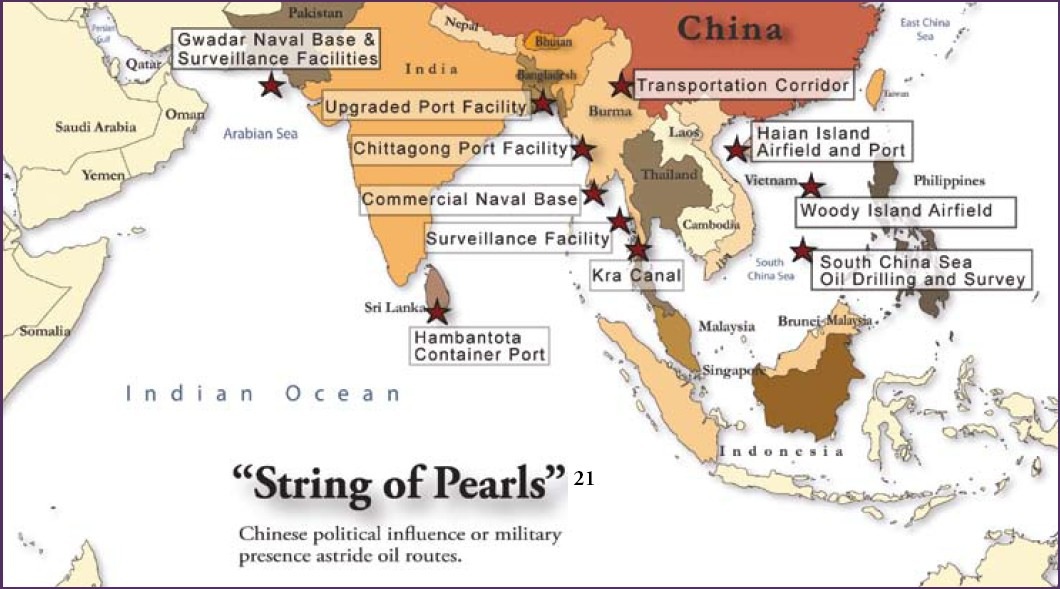 Pakistan
Nepal
China
East China
Sea
Persian
Gulf
Gwadar Naval Base &
Surveillance Facilities
Qatar
Bhutan
India
Bangladesh
Transportation Corridor
Taiwan
Upgraded Port Facility
Burma
Oman
Saudi Arabia
Arabian Sea
Laos
Haian Island
Airfield and Port
Chittagong Port Facility
Yemen
Thailand
Vietnam
Philippines
Commercial Naval Base
Woody Island Airfield
Cambodia
Surveillance Facility
South
China Sea
South China Sea
Oil Drilling and Survey
Kra Canal
Sri Lanka
Somalia
Hambantota
Container Port
Malaysia
Brunei
Malaysia
Singapore
Indian Ocean
Indonesia
“String of Pearls” 21
Chinese political influence or military
presence astride oil routes.